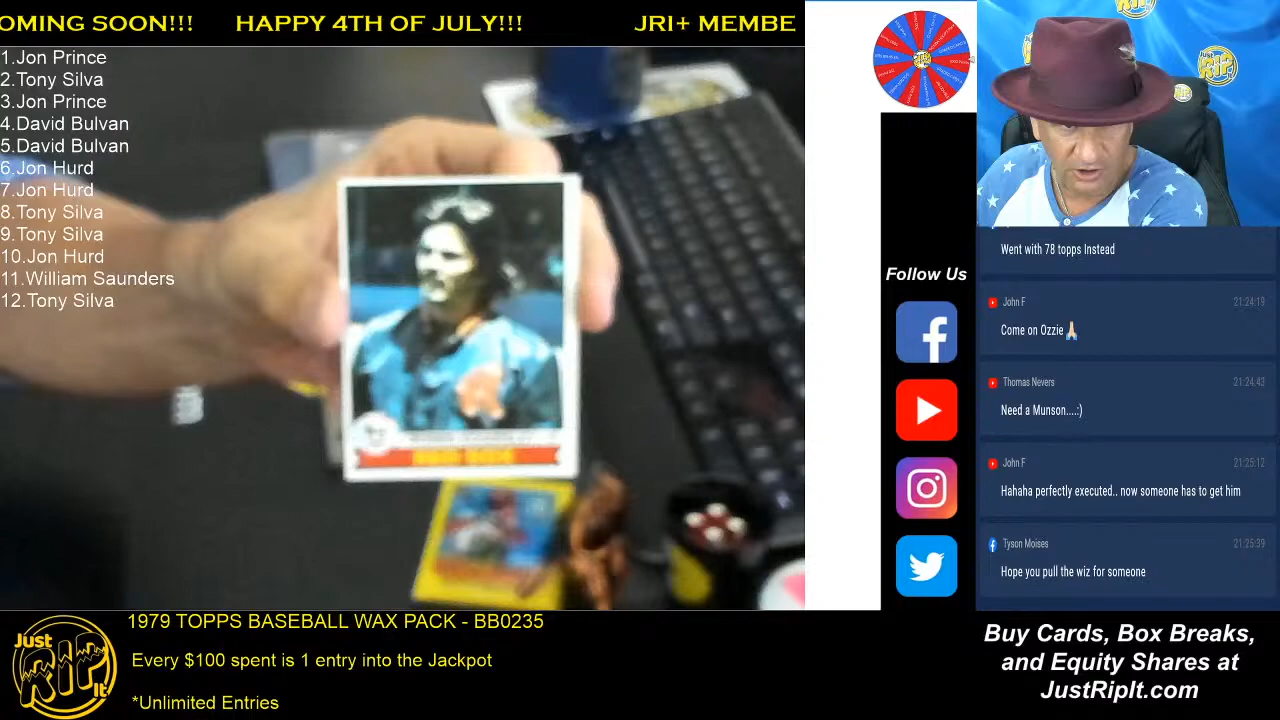 OMING SOON!!! HAPPY 4TH OF JULY!!! JRI+ MEMBE
1.Jon Prince
2.Tony Silva
3.Jon Prince
4.David Bulvan
5.David Bulvan
6.Jon Hurd
7.Jon Hurd
8.Tony Silva
9.Tony Silva
10.Jon Hurd
11.William Saunders
12.Tony Silva
Follow Us
Went with 78 topps Instead
John F 21:24:19
Come on Ozzie🙏🏼
Thomas Nevers 21:24:43
Need a Munson....:)
John F 21:25:12
Hahaha perfectly executed.. now someone has to get him
Tyson Moises 21:25:39
Hope you pull the wiz for someone
Just RIP It
1979 TOPPS BASEBALL WAX PACK - BB0235
Every $100 spent is 1 entry into the Jackpot
*Unlimited Entries
Buy Cards, Box Breaks,
and Equity Shares at
JustRipIt.com